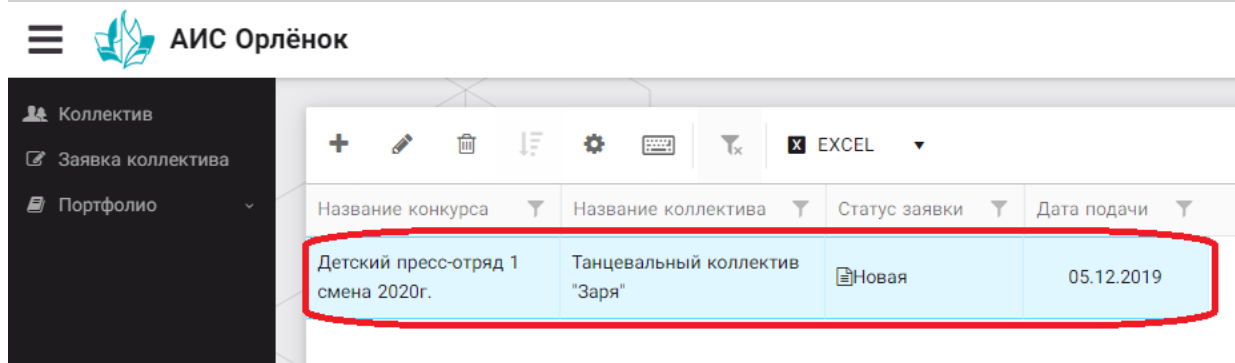 АИС Орлёнок
Коллектив
Заявка коллектива
Портфолио
X EXCEL
Название конкурса Название коллектива Статус заявки Дата подачи
Детский пресс-отряд 1 Танцевальный коллектив Новая 05.12.2019
смена 2020г. "Заря"